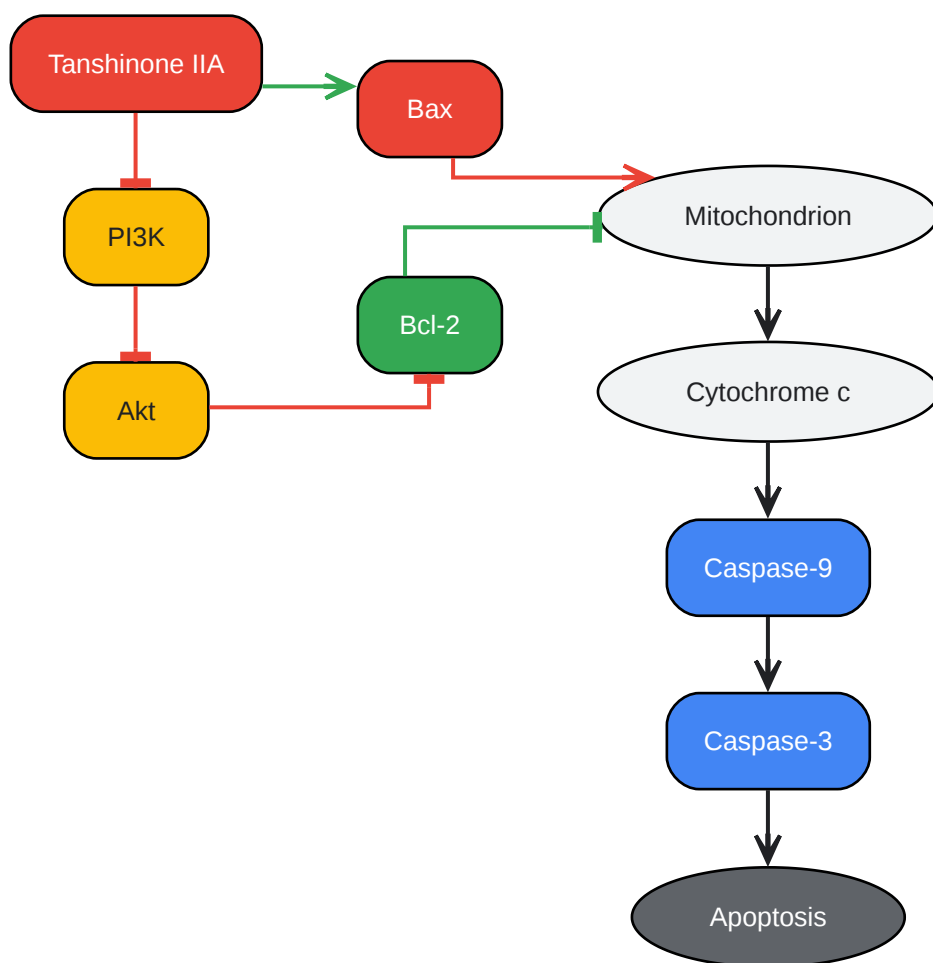 Tanshinone IIA
Bax
PI3K
Mitochondrion
Bcl-2
Akt
Cytochrome c
Caspase-9
Caspase-3
Apoptosis